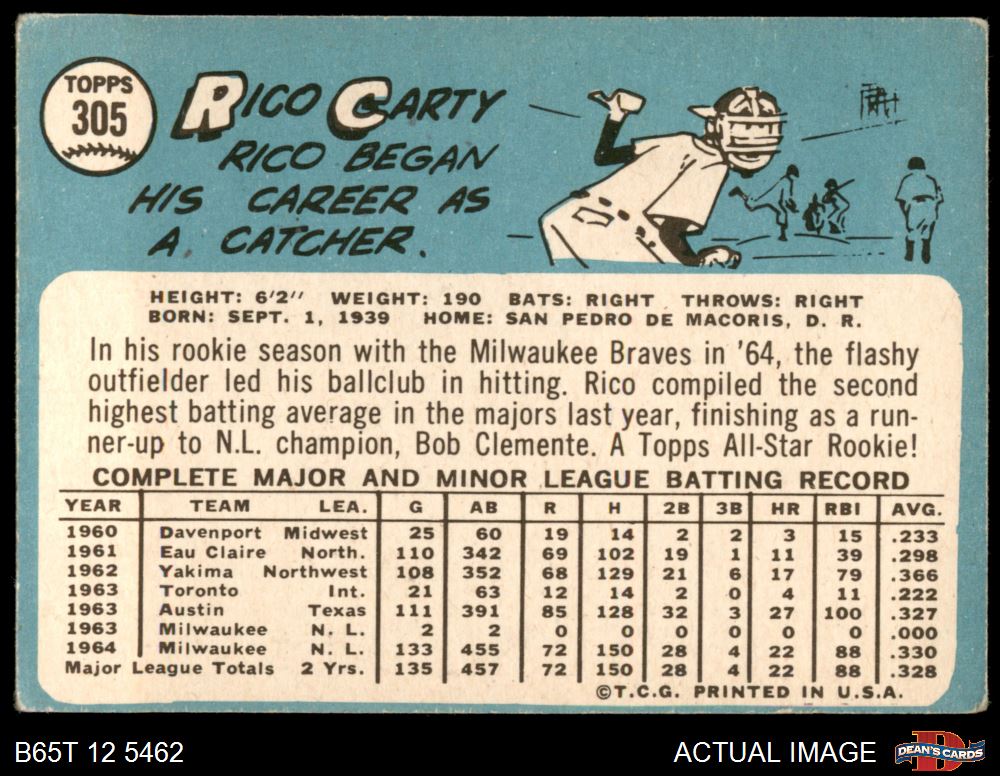 TOPPS
305
RICO CARTY
RICO BEGAN
HIS CAREER AS
A CATCHER.
HEIGHT: 6'2" WEIGHT: 190 BATS: RIGHT THROWS: RIGHT
BORN: SEPT. 1, 1939 HOME: SAN PEDRO DE MACORIS, D. R.
In his rookie season with the Milwaukee Braves in '64, the flashy
outfielder led his ballclub in hitting. Rico compiled the second
highest batting average in the majors last year, finishing as a run-
ner-up to N.L. champion, Bob Clemente. A Topps All-Star Rookie!
COMPLETE MAJOR AND MINOR LEAGUE BATTING RECORD
YEAR TEAM LEA. G AB R H 2B 3B HR RBI AVG.
1960 Davenport Midwest 25 60 19 14 2 2 3 15 .233
1961 Eau Claire North. 110 342 69 102 19 1 11 39 .298
1962 Yakima Northwest 108 352 68 129 21 6 17 79 .366
1963 Toronto Int. 21 63 12 14 2 0 4 11 .222
1963 Austin Texas 111 391 85 128 32 3 27 100 .327
1963 Milwaukee N. L. 2 2 0 0 0 0 0 0 .000
1964 Milwaukee N. L. 133 455 72 150 28 4 22 88 .330
Major League Totals 2 Yrs. 135 457 72 150 28 4 22 88 .328
©T.C.G. PRINTED IN U.S.A.
B65T 12 5462
ACTUAL IMAGE
D
DEAN'S CARDS